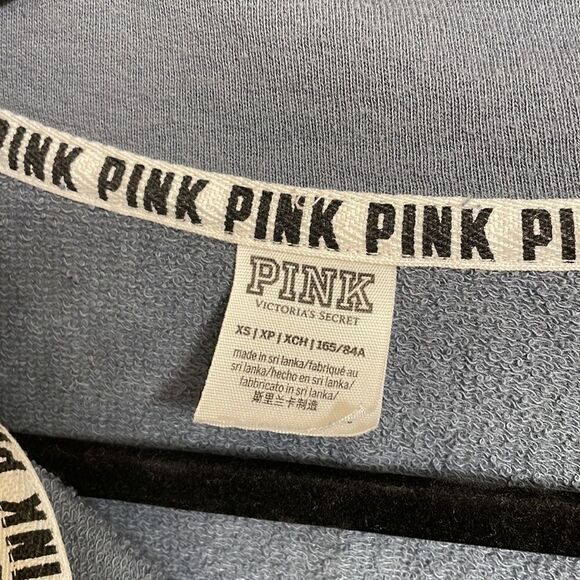 PINK PINK PINK PINK PI
PINK
VICTORIA'S SECRET
XS | XP | XCH | 165/84A
made in sri lanka/fabriqué au
sri lanka/hecho en sri lanka/
fabbricato in sri lanka/
斯里兰卡制造
PINK P